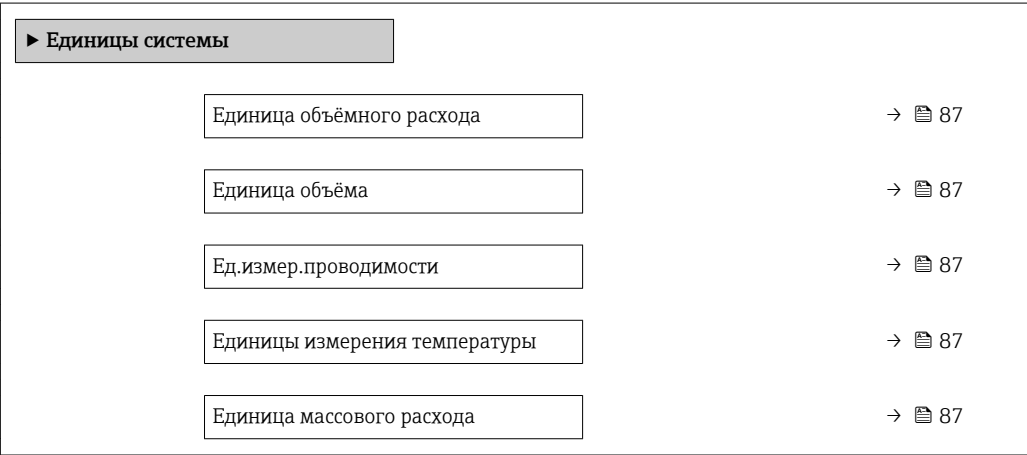 ► Единицы системы
Единица объёмного расхода → 87
Единица объёма → 87
Ед.измер.проводимости → 87
Единицы измерения температуры → 87
Единица массового расхода → 87